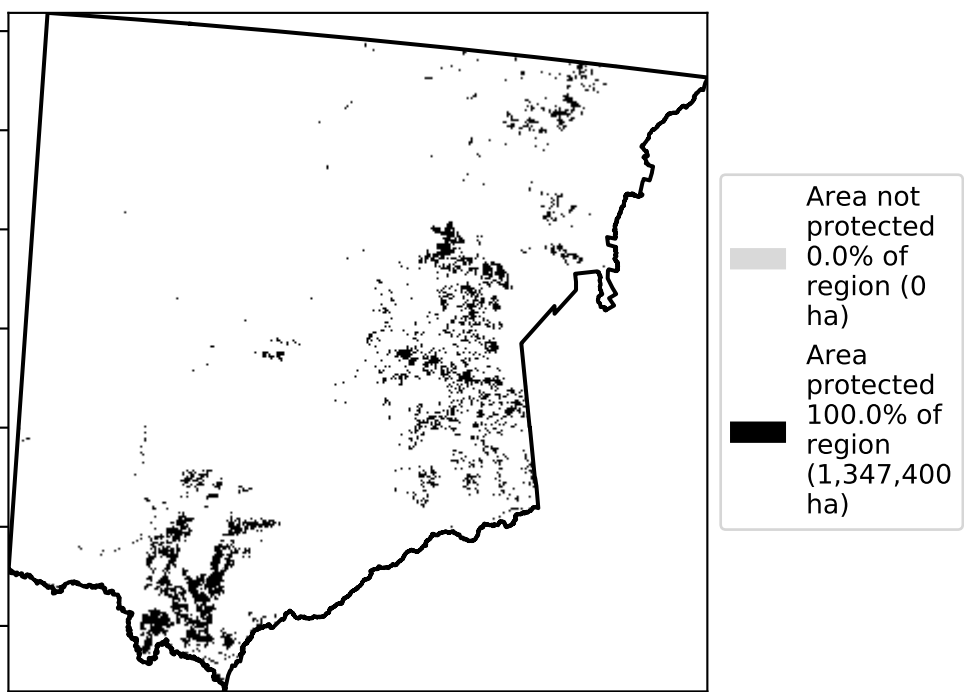 Area not
protected
0.0% of
region (0
ha)
Area
protected
100.0% of
region
(1,347,400
ha)